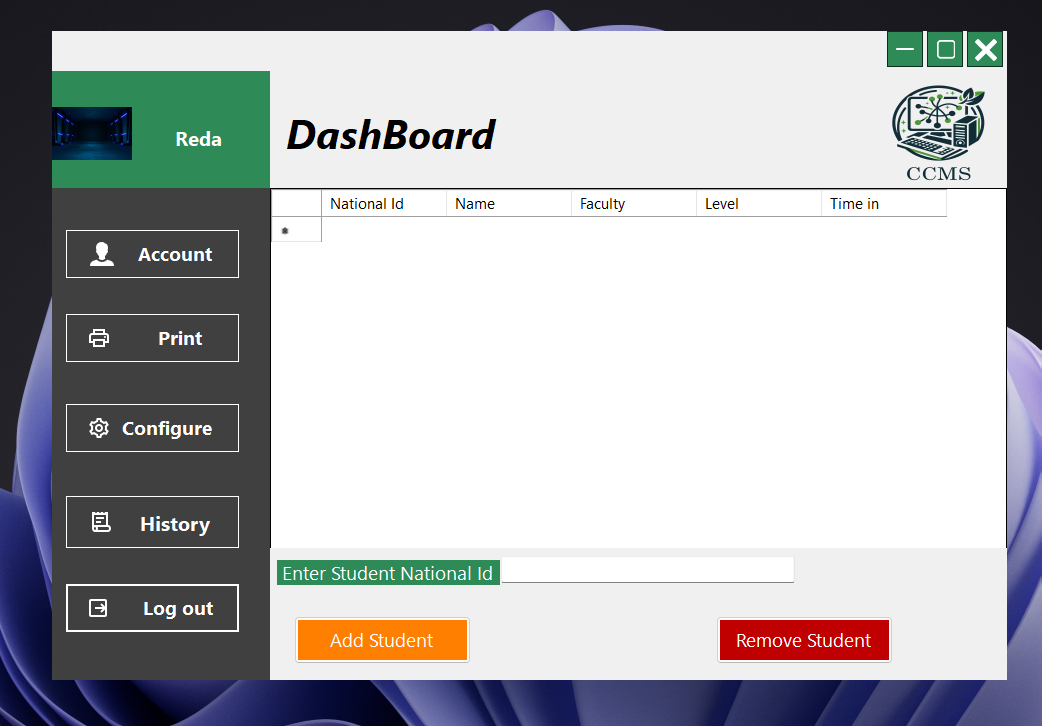 Reda
DashBoard
CCMS
National Id Name Faculty Level Time in
Account
Print
Configure
History
Log out
Enter Student National Id
Add Student Remove Student